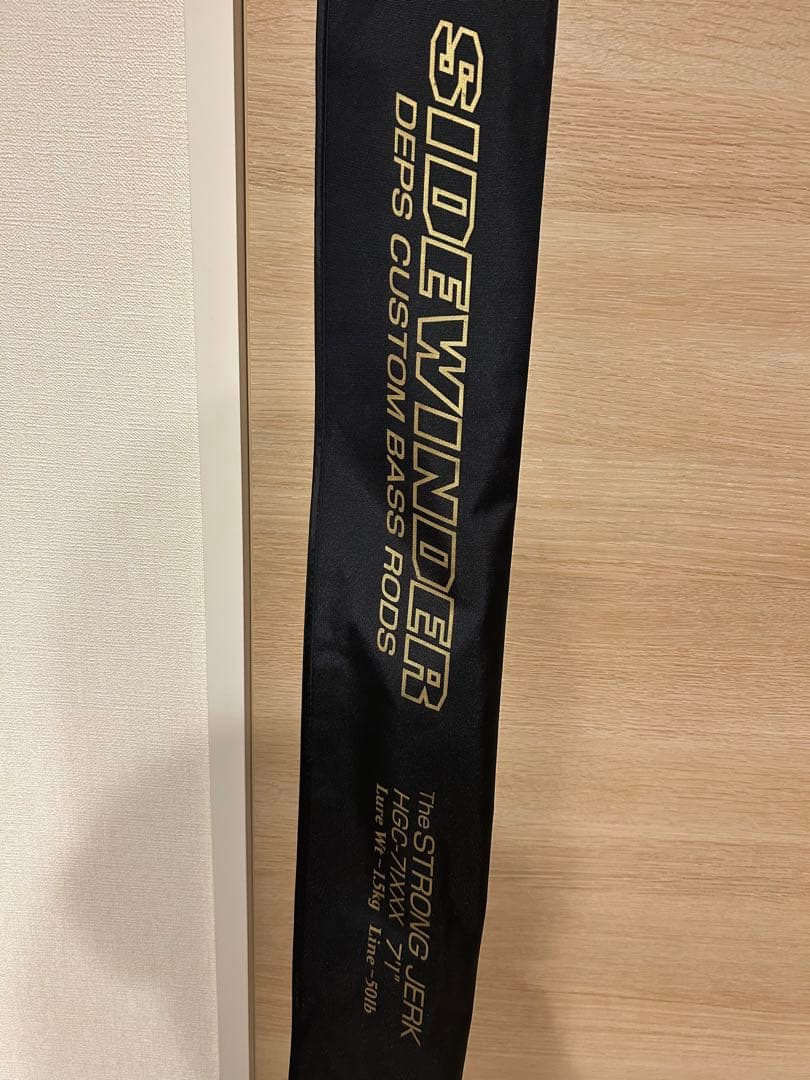 SIDEWINDER
DEPS CUSTOM BASS RODS
The STRONG JERK
HGC-71XXX 7'1"
Lure Wt~1.5kg Line~50lb